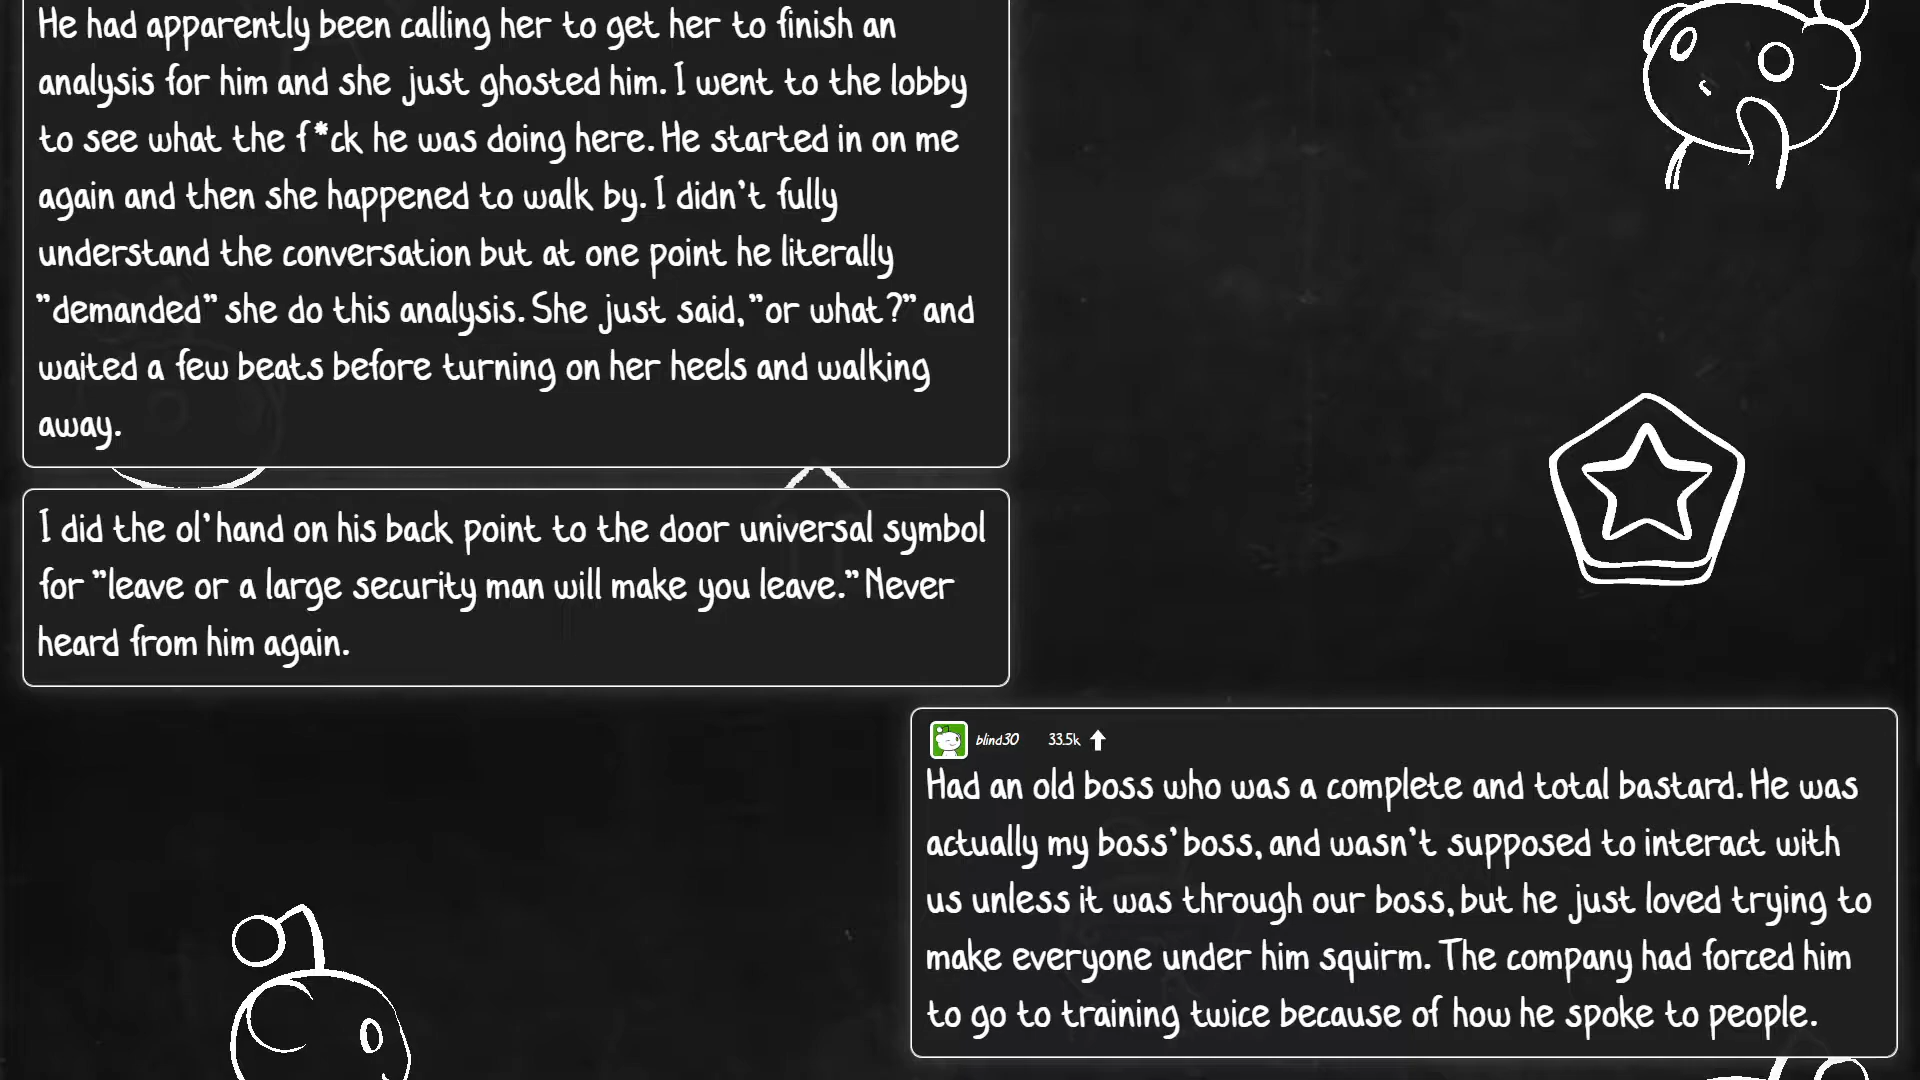 He had apparently been calling her to get her to finish an
analysis for him and she just ghosted him. I went to the lobby
to see what the f*ck he was doing here. He started in on me
again and then she happened to walk by. I didn't fully
understand the conversation but at one point he literally
"demanded" she do this analysis. She just said, "or what?" and
waited a few beats before turning on her heels and walking
away.
I did the ol' hand on his back point to the door universal symbol
for "leave or a large security man will make you leave." Never
heard from him again.
blind30 33.5k
Had an old boss who was a complete and total bastard. He was
actually my boss' boss, and wasn't supposed to interact with
us unless it was through our boss, but he just loved trying to
make everyone under him squirm. The company had forced him
to go to training twice because of how he spoke to people.